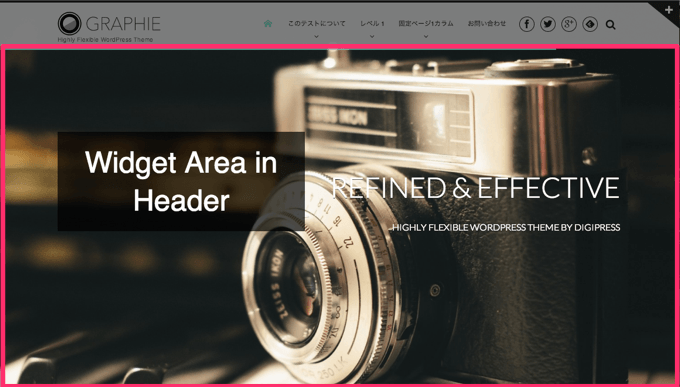 GRAPHIE
Highly Flexible WordPress Theme
このテストについて
レベル 1
固定ページ1カラム
お問い合わせ
ZEISS IKON
Widget Area in
Header
REFINED & EFFECTIVE
-HIGHLY FLEXIBLE WORDPRESS THEME BY DIGIPRESS
ZEISS IKON